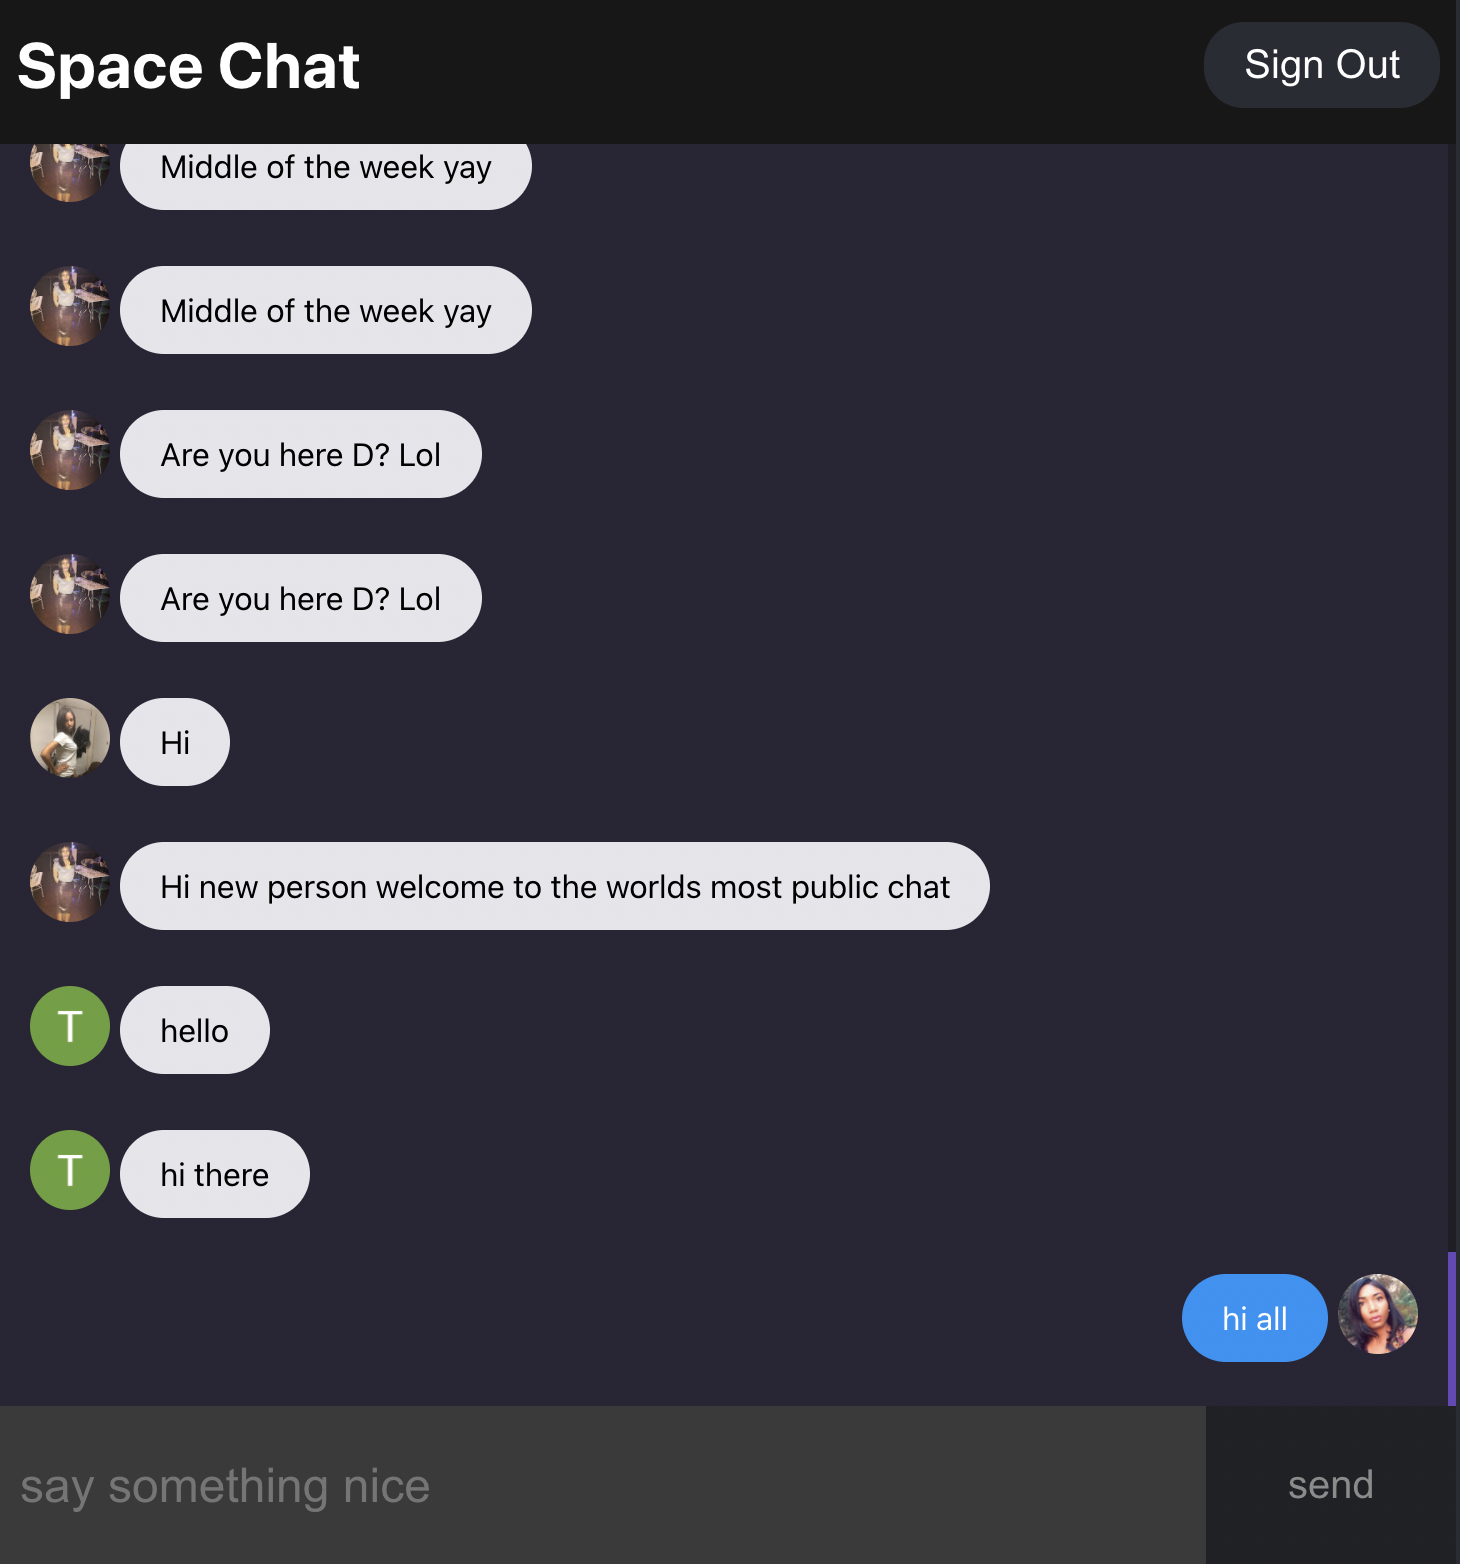 Space Chat
Sign Out
Middle of the week yay
Middle of the week yay
Are you here D? Lol
Are you here D? Lol
Hi
Hi new person welcome to the worlds most public chat
T
hello
T
hi there
hi all
say something nice
send